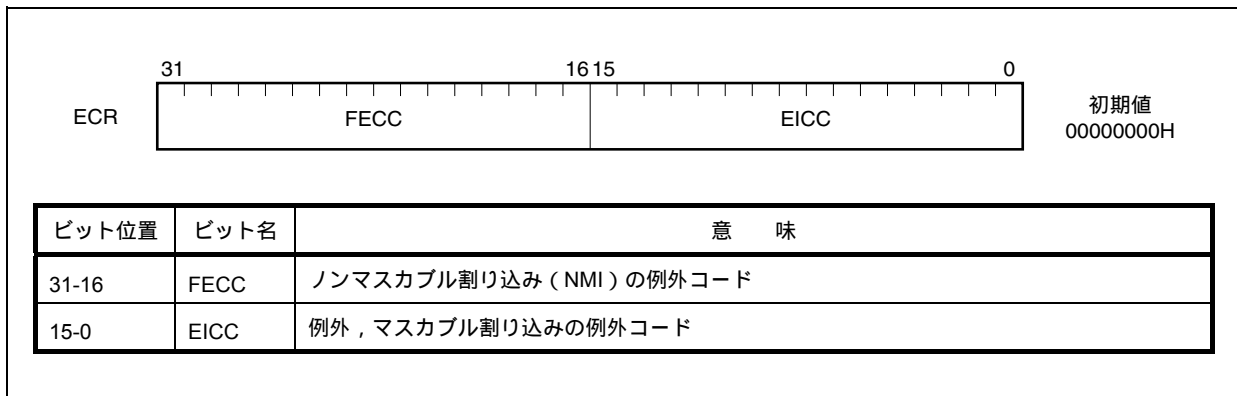 31 16 15 0
ECR FECC EICC 初期値
00000000H
ビット位置 ビット名 意 味
31-16 FECC ノンマスカブル割り込み(NMI)の例外コード
15-0 EICC 例外,マスカブル割り込みの例外コード